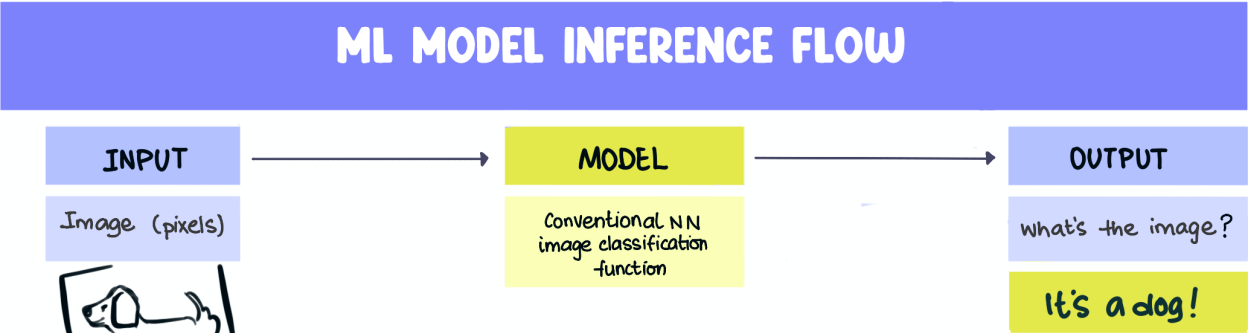 ML MODEL INFERENCE FLOW
INPUT
Image (pixels)
MODEL
Conventional NN
image classification
function
OUTPUT
what's the image?
It's a dog!